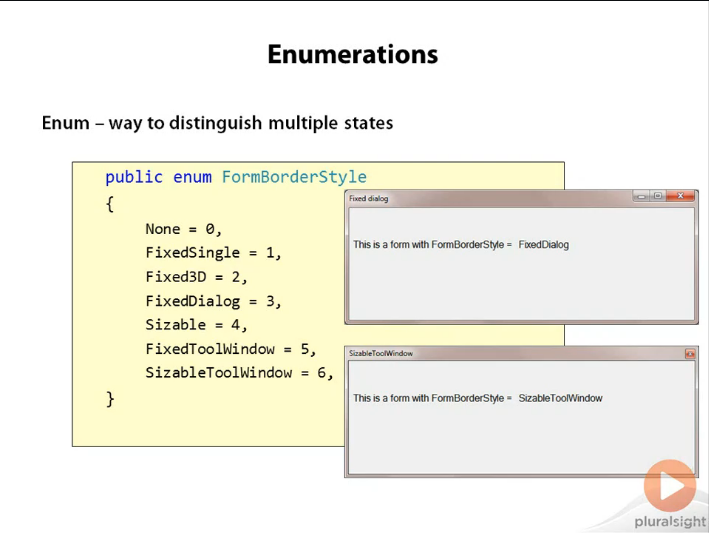 Enumerations
Enum – way to distinguish multiple states
public enum FormBorderStyle
{
None = 0,
FixedSingle = 1,
Fixed3D = 2,
FixedDialog = 3,
Sizable = 4,
FixedToolWindow = 5,
SizableToolWindow = 6,
}
Fixed dialog
This is a form with FormBorderStyle = FixedDialog
SizableToolWindow
This is a form with FormBorderStyle = SizableToolWindow
pluralsight